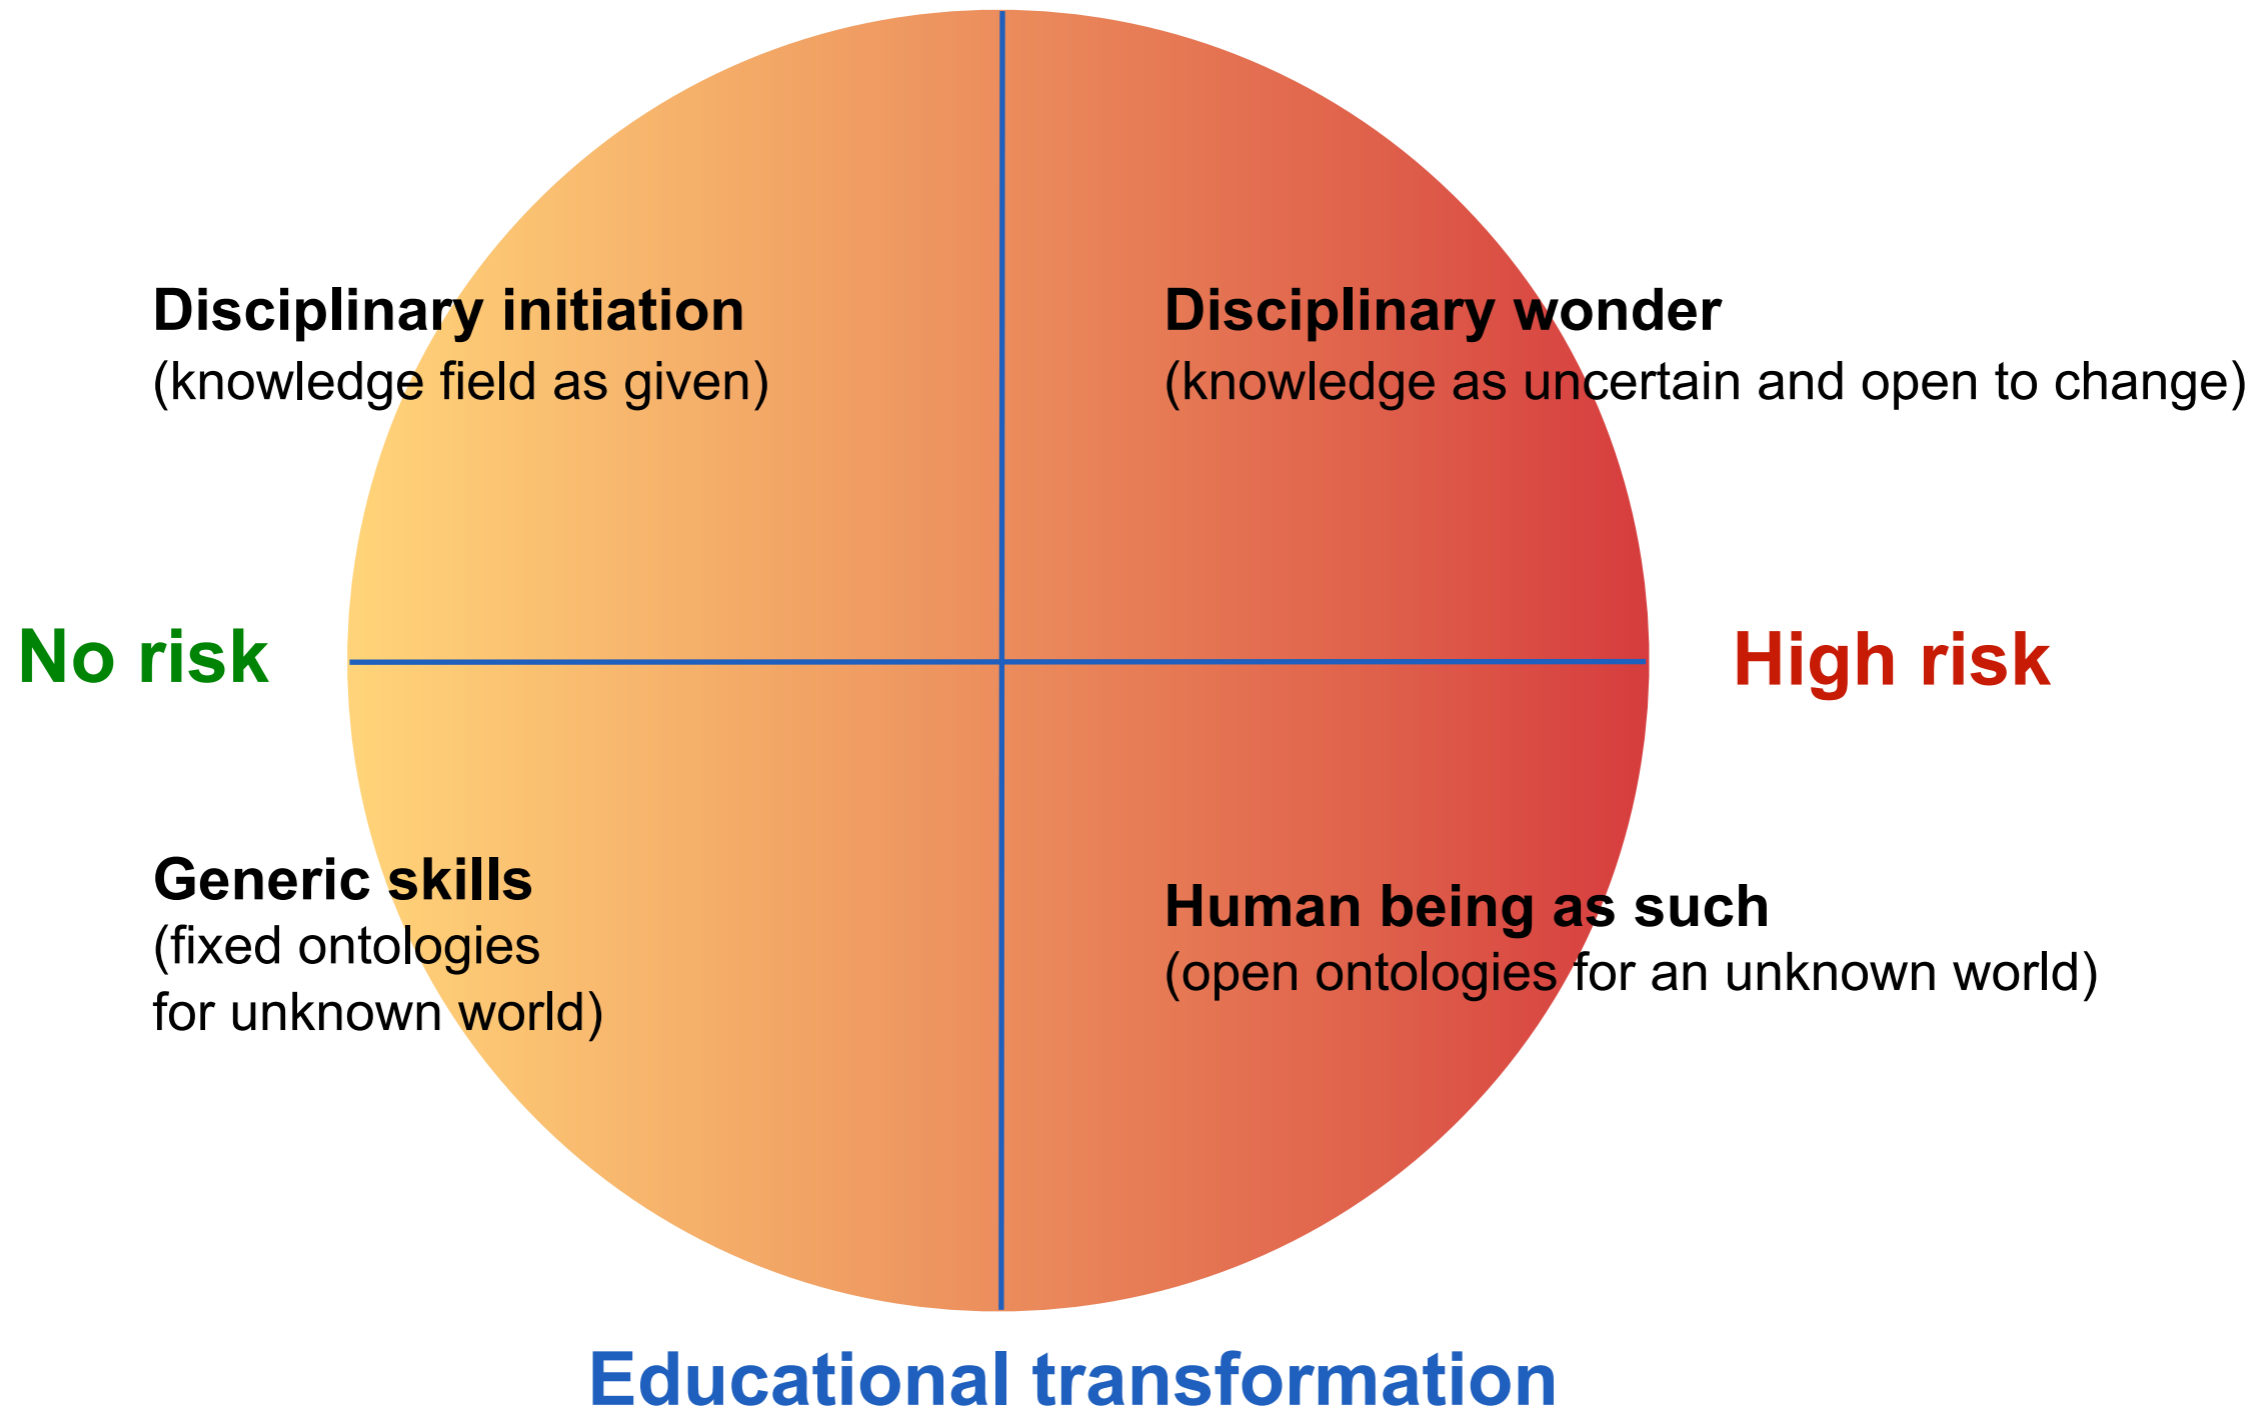 Disciplinary initiation
(knowledge field as given)
Disciplinary wonder
(knowledge as uncertain and open to change)
No risk
High risk
Generic skills
(fixed ontologies
for unknown world)
Human being as such
(open ontologies for an unknown world)
Educational transformation